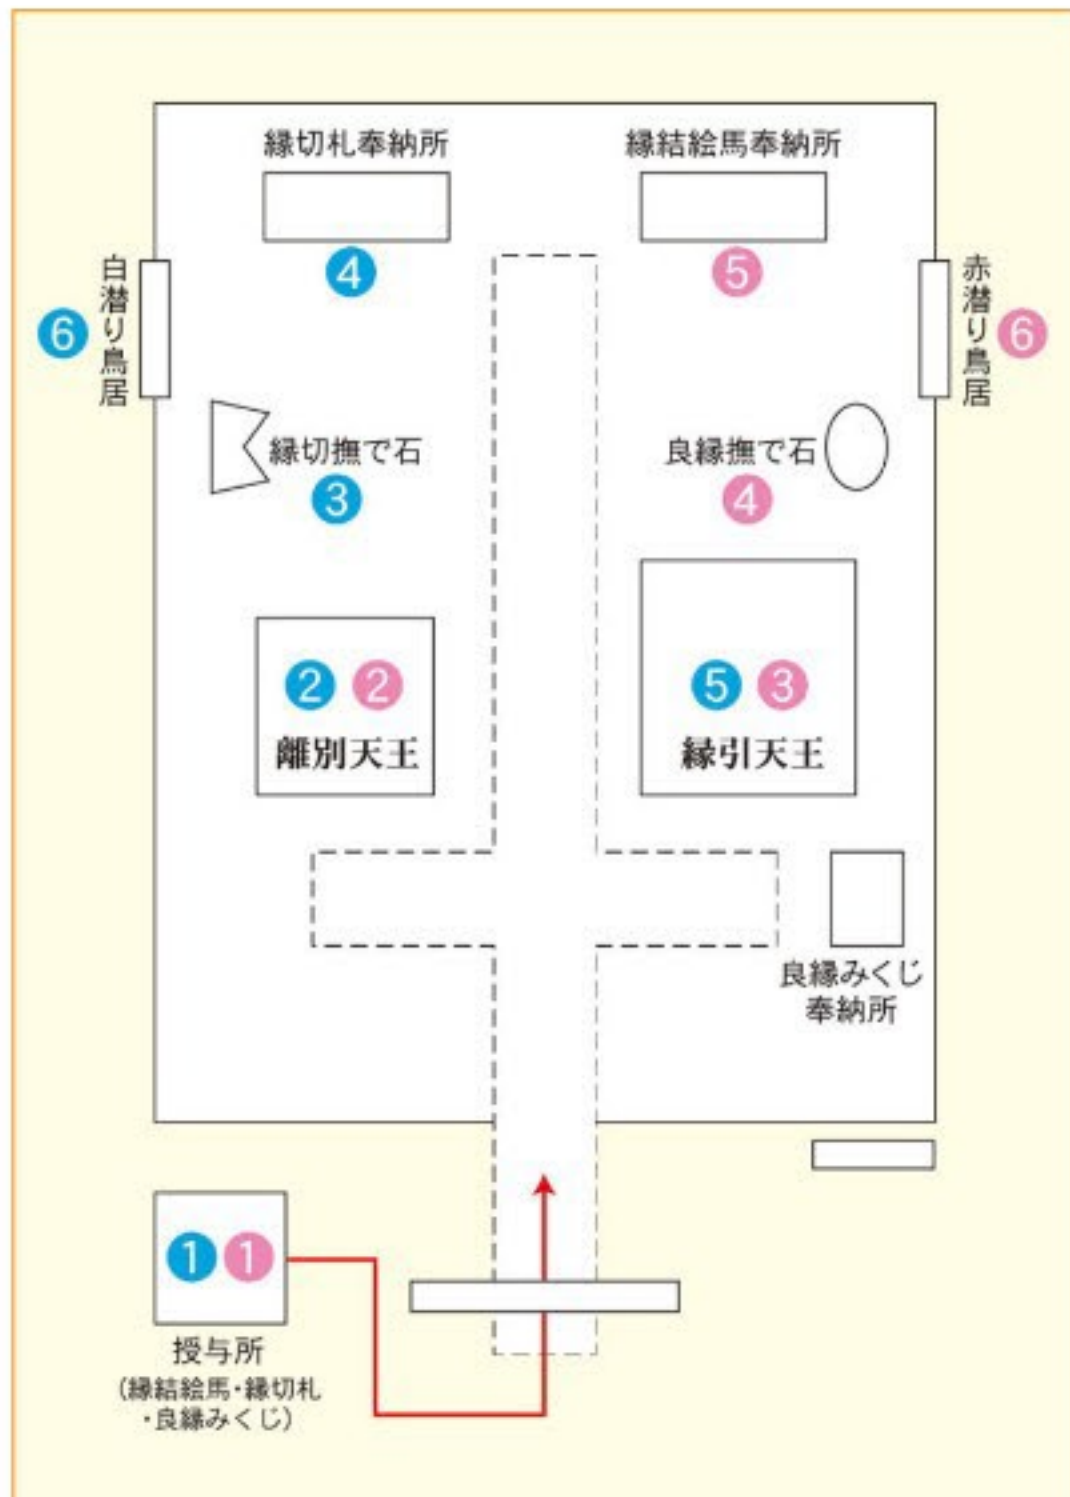 縁切札奉納所
縁結絵馬奉納所
4
5
白潜り鳥居
6
赤潜り鳥居
6
縁切撫で石
3
良縁撫で石
4
2 2
離別天王
5 3
縁引天王
良縁みくじ
奉納所
1 1
授与所
(縁結絵馬・縁切札
・良縁みくじ)